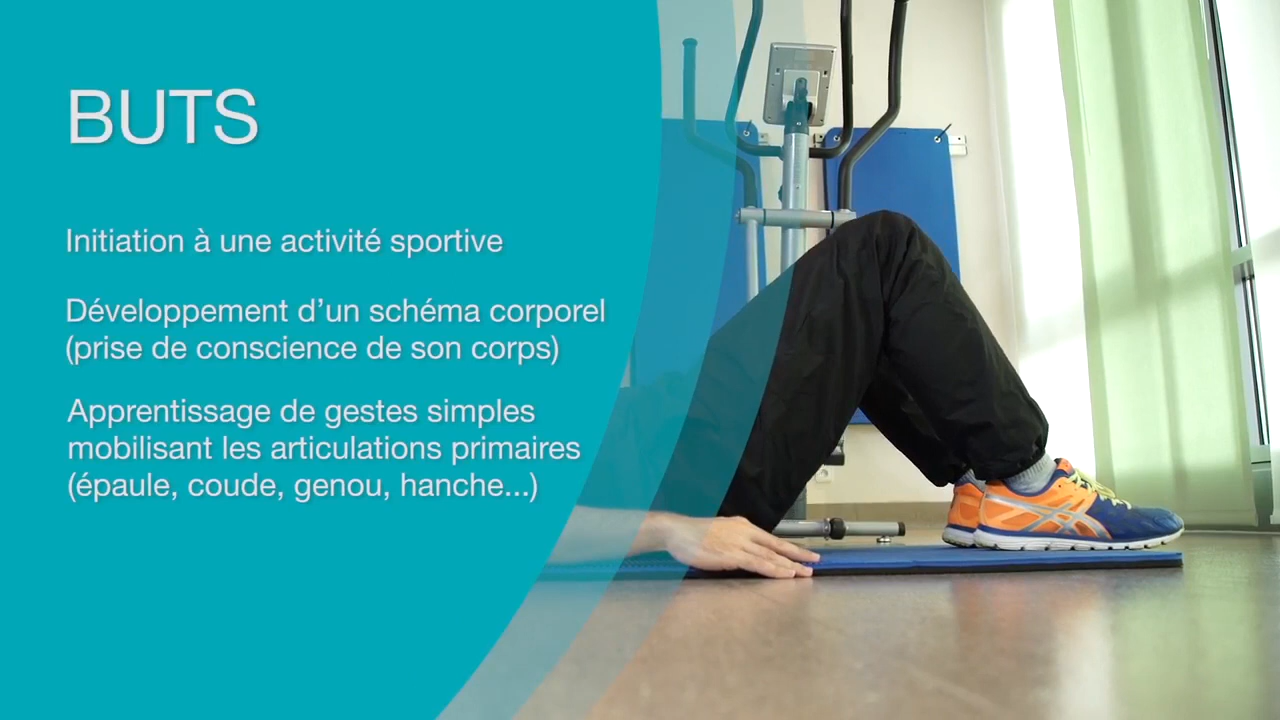 BUTS
Initiation à une activité sportive
Développement d’un schéma corporel
(prise de conscience de son corps)
Apprentissage de gestes simples
mobilisant les articulations primaires
(épaule, coude, genou, hanche...)